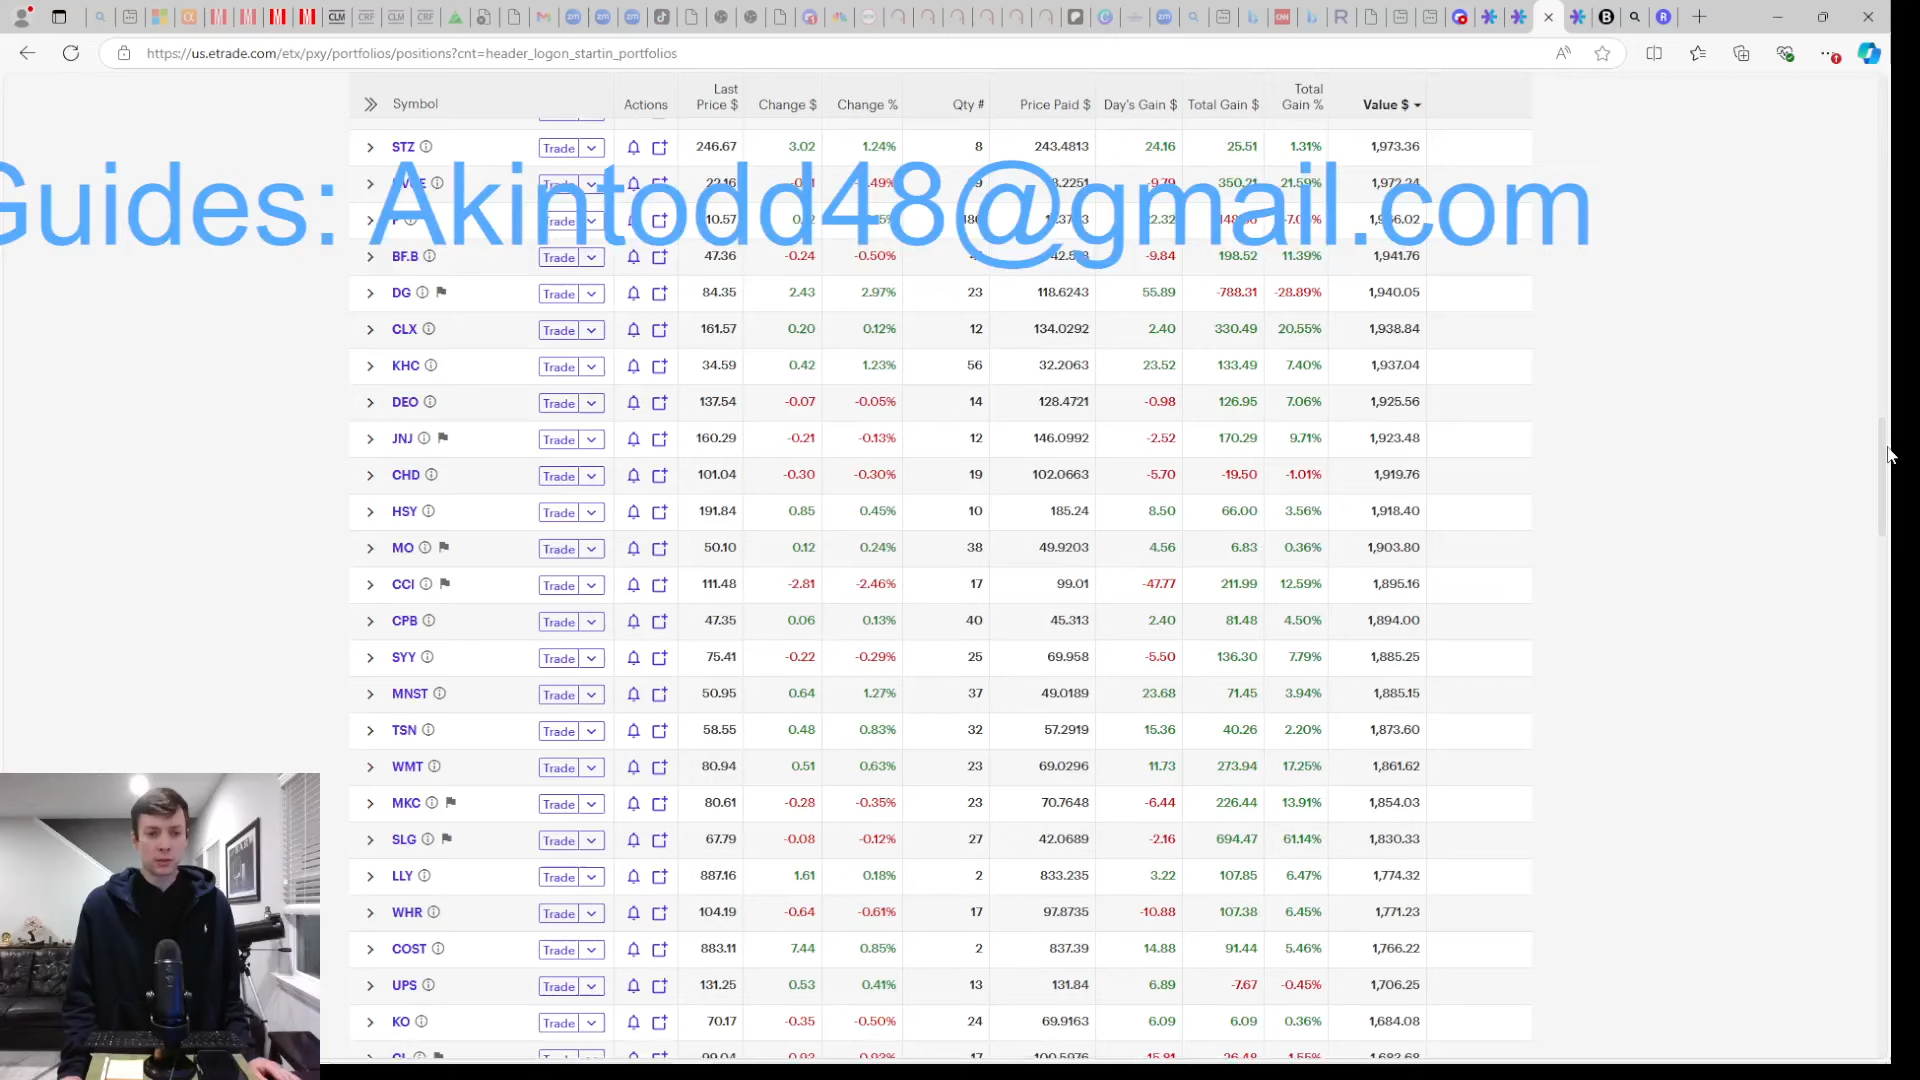 https://us.etrade.com/etx/pxy/portfolios/positions?cnt=header_logon_startin_portfolios
Symbol Actions Last Price $ Change $ Change % Qty # Price Paid $ Day's Gain $ Total Gain $ Total Gain % Value $
STZ Trade 246.67 3.02 1.24% 8 243.4813 24.16 25.51 1.31% 1,973.36
Guides: Akintodd48@gmail.com
Trade 22.16 -9.79 350.21 21.59% 1,972.24
Trade 10.57
BF.B Trade 47.36 -0.24 -0.50% -9.84 198.52 11.39% 1,941.76
DG Trade 84.35 2.43 2.97% 23 118.6243 55.89 -788.31 -28.89% 1,940.05
CLX Trade 161.57 0.20 0.12% 12 134.0292 2.40 330.49 20.55% 1,938.84
KHC Trade 34.59 0.42 1.23% 56 32.2063 23.52 133.49 7.40% 1,937.04
DEO Trade 137.54 -0.07 -0.05% 14 128.4721 -0.98 126.95 7.06% 1,925.56
JNJ Trade 160.29 -0.21 -0.13% 12 146.0992 -2.52 170.29 9.71% 1,923.48
CHD Trade 101.04 -0.30 -0.30% 19 102.0663 -5.70 -19.50 -1.01% 1,919.76
HSY Trade 191.84 0.85 0.45% 10 185.24 8.50 66.00 3.56% 1,918.40
MO Trade 50.10 0.12 0.24% 38 49.9203 4.56 6.83 0.36% 1,903.80
CCI Trade 111.48 -2.81 -2.46% 17 99.01 -47.77 211.99 12.59% 1,895.16
CPB Trade 47.35 0.06 0.13% 40 45.313 2.40 81.48 4.50% 1,894.00
SYY Trade 75.41 -0.22 -0.29% 25 69.958 -5.50 136.30 7.79% 1,885.25
MNST Trade 50.95 0.64 1.27% 37 49.0189 23.68 71.45 3.94% 1,885.15
TSN Trade 58.55 0.48 0.83% 32 57.2919 15.36 40.26 2.20% 1,873.60
WMT Trade 80.94 0.51 0.63% 23 69.0296 11.73 273.94 17.25% 1,861.62
MKC Trade 80.61 -0.28 -0.35% 23 70.7648 -6.44 226.44 13.91% 1,854.03
SLG Trade 67.79 -0.08 -0.12% 27 42.0689 -2.16 694.47 61.14% 1,830.33
LLY Trade 887.16 1.61 0.18% 2 833.235 3.22 107.85 6.47% 1,774.32
WHR Trade 104.19 -0.64 -0.61% 17 97.8735 -10.88 107.38 6.45% 1,771.23
COST Trade 883.11 7.44 0.85% 2 837.39 14.88 91.44 5.46% 1,766.22
UPS Trade 131.25 0.53 0.41% 13 131.84 6.89 -7.67 -0.45% 1,706.25
KO Trade 70.17 -0.35 -0.50% 24 69.9163 6.09 6.09 0.36% 1,684.08